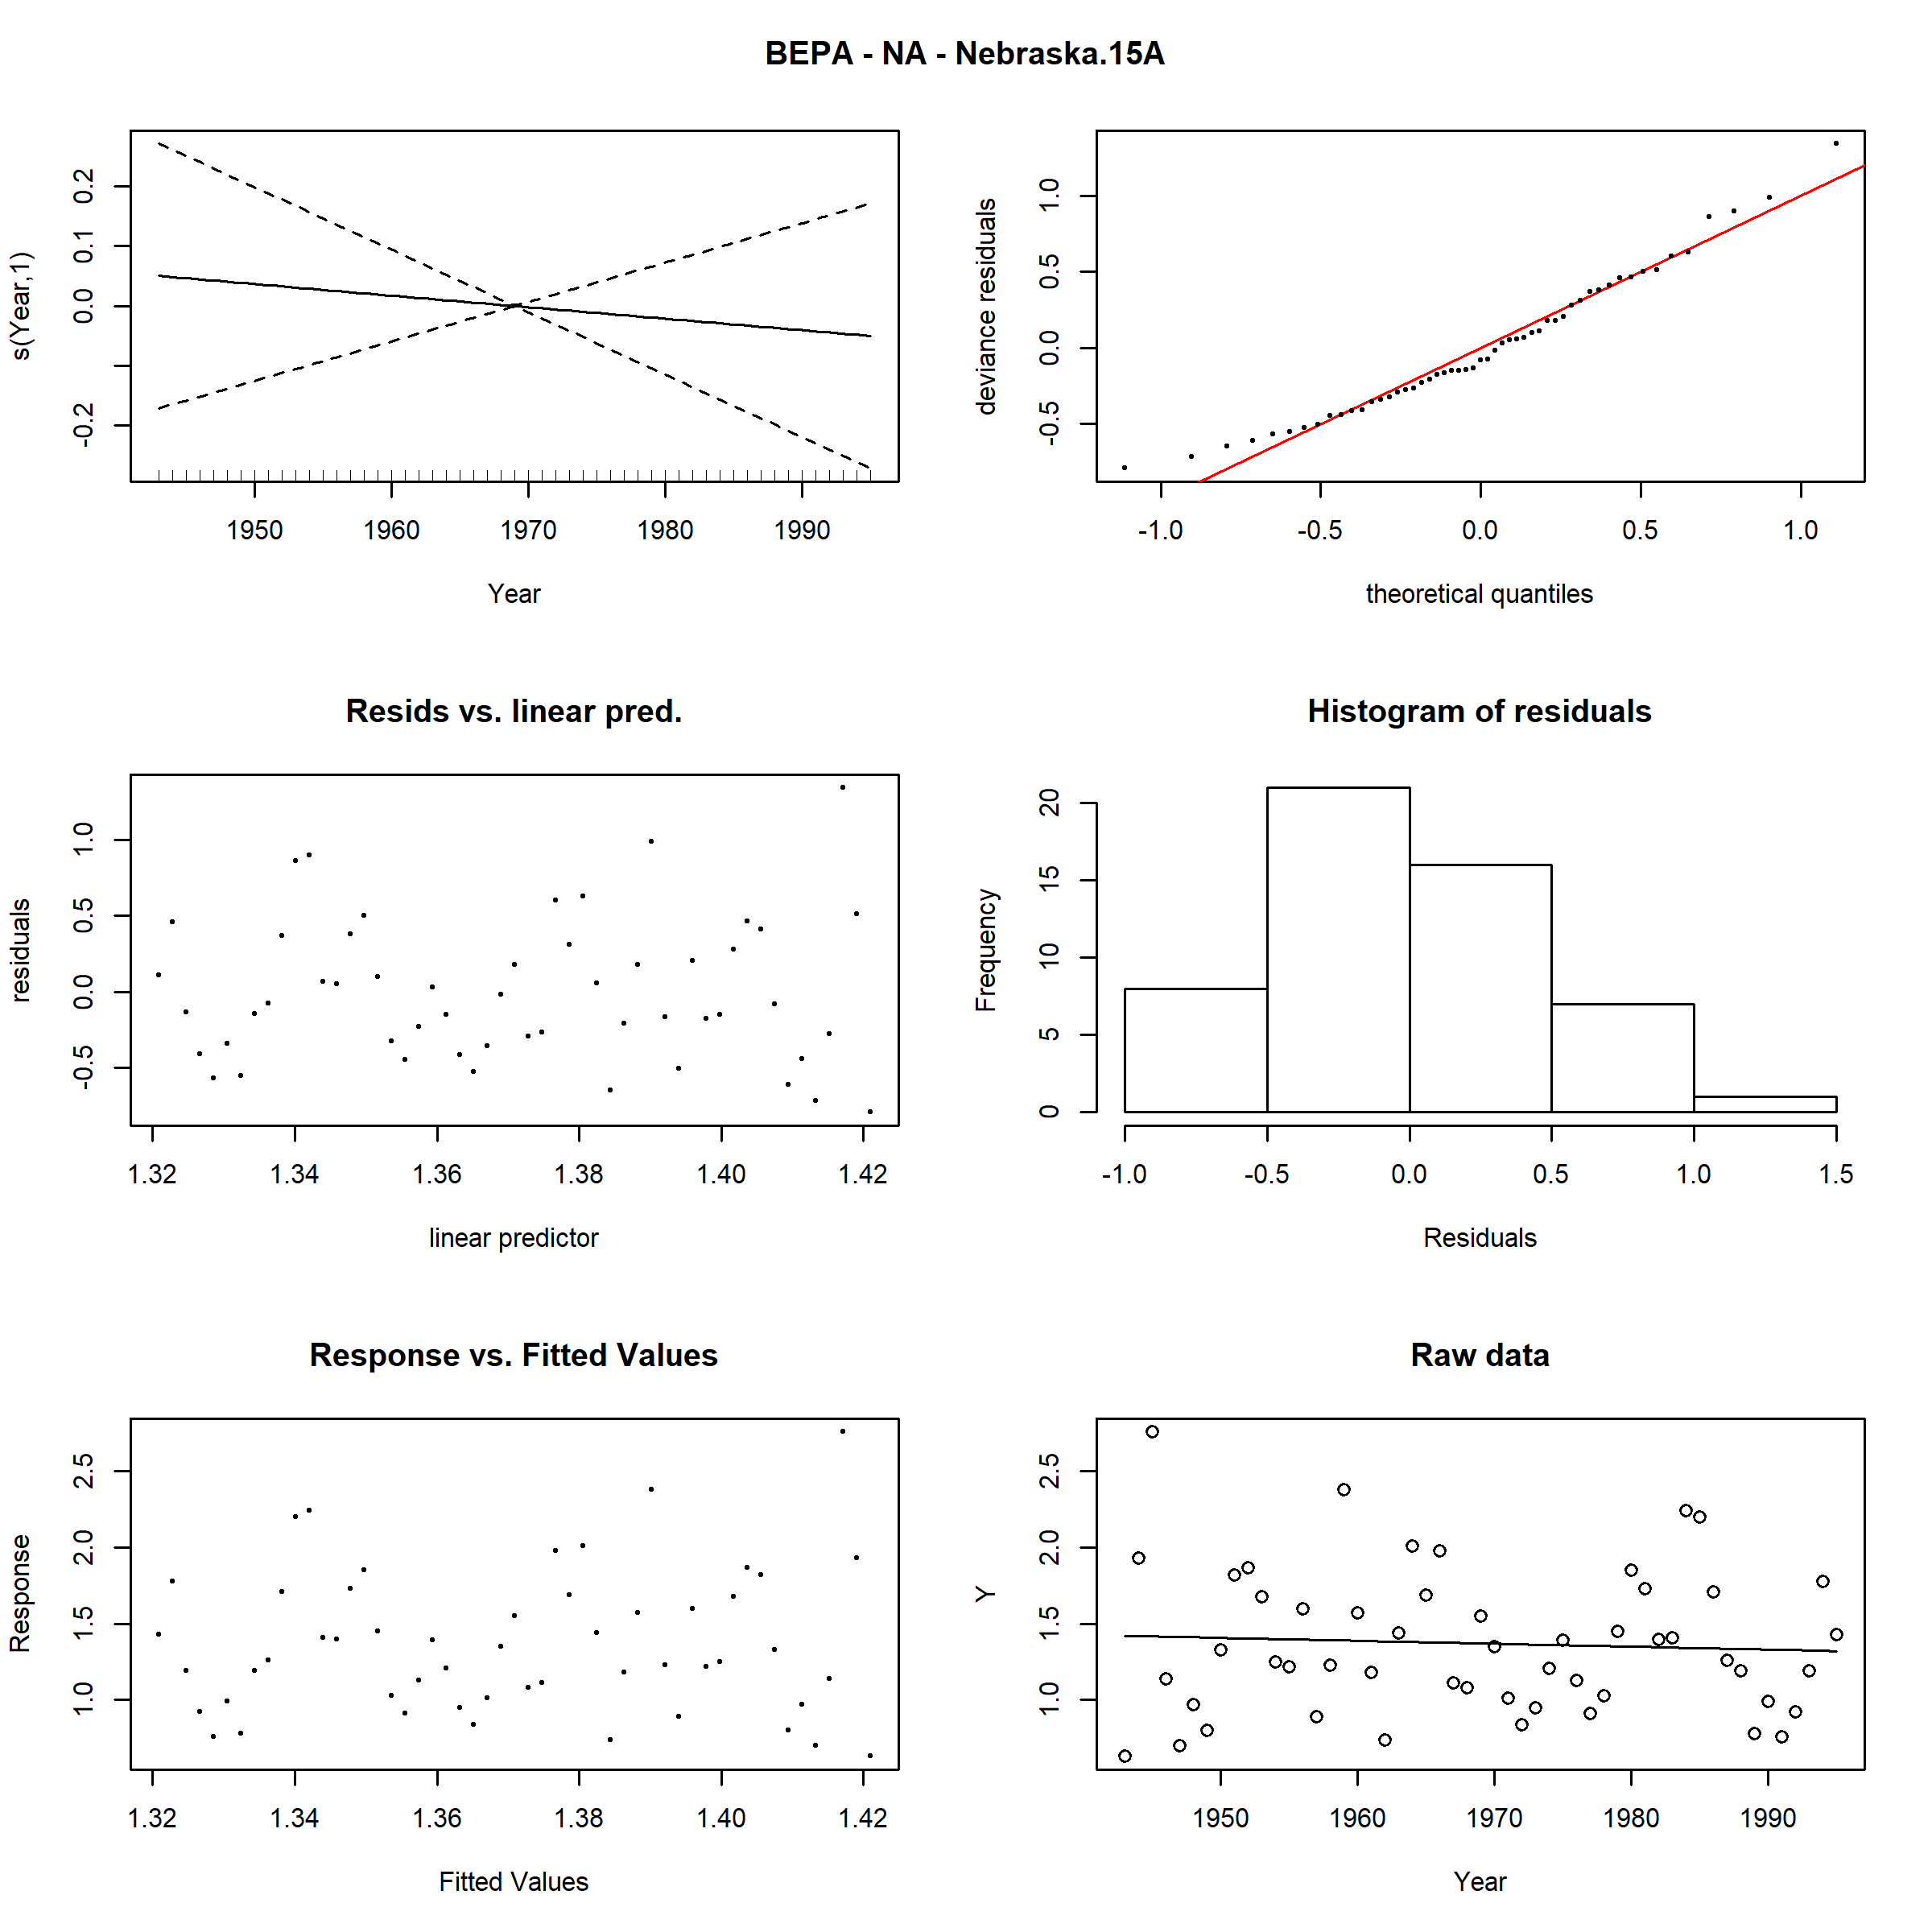 BEPA - NA - Nebraska.15A
s(Year,1)
-0.2 0.0 0.1 0.2
1950 1960 1970 1980 1990
Year
deviance residuals
-0.5 0.0 0.5 1.0
-1.0 -0.5 0.0 0.5 1.0
theoretical quantiles
Resids vs. linear pred.
residuals
-0.5 0.0 0.5 1.0
1.32 1.34 1.36 1.38 1.40 1.42
linear predictor
Histogram of residuals
Frequency
0 5 10 15 20
-1.0 -0.5 0.0 0.5 1.0 1.5
Residuals
Response vs. Fitted Values
Response
1.0 1.5 2.0 2.5
1.32 1.34 1.36 1.38 1.40 1.42
Fitted Values
Raw data
Y
1.0 1.5 2.0 2.5
1950 1960 1970 1980 1990
Year